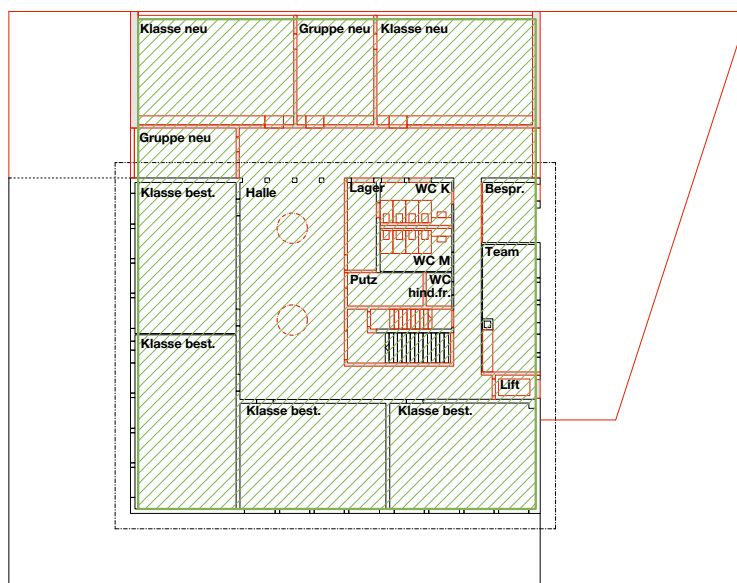 Klasse neu
Gruppe neu
Klasse neu
Gruppe neu
Klasse best.
Halle
Lager
WC K
Bespr.
WC M
Team
Putz
WC
hind.fr.
Klasse best.
Lift
Klasse best.
Klasse best.